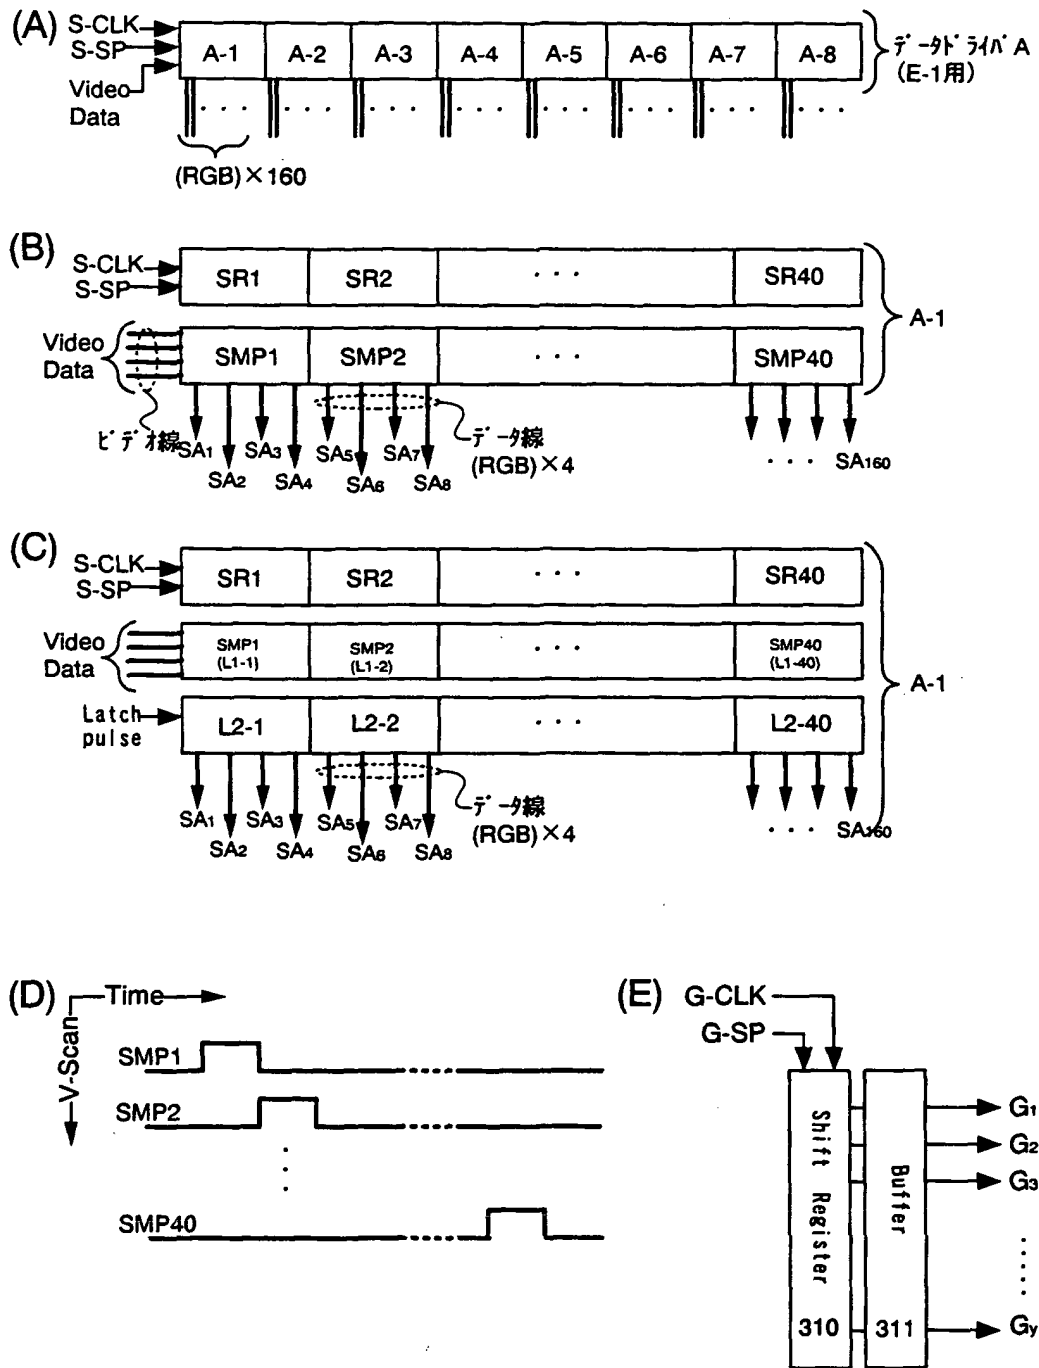 (A)
S-CLK
S-SP
Video
Data
A-1 A-2 A-3 A-4 A-5 A-6 A-7 A-8
データドライバA
(E-1用)
(RGB)×160
(B)
S-CLK
S-SP
SR1 SR2 ・・・ SR40
Video
Data
SMP1 SMP2 ・・・ SMP40
A-1
ビデオ線
SA1 SA2 SA3 SA4 SA5 SA6 SA7 SA8
データ線
(RGB)×4
・・・ SA160
(C)
S-CLK
S-SP
SR1 SR2 ・・・ SR40
Video
Data
SMP1
(L1-1)
SMP2
(L1-2)
・・・
SMP40
(L1-40)
A-1
Latch
pulse
L2-1 L2-2 ・・・ L2-40
SA1 SA2 SA3 SA4 SA5 SA6 SA7 SA8
データ線
(RGB)×4
・・・ SA160
(D)
Time
V-Scan
SMP1
SMP2
SMP40
(E)
G-CLK
G-SP
Shift Register
310
Buffer
311
G1
G2
G3
Gy